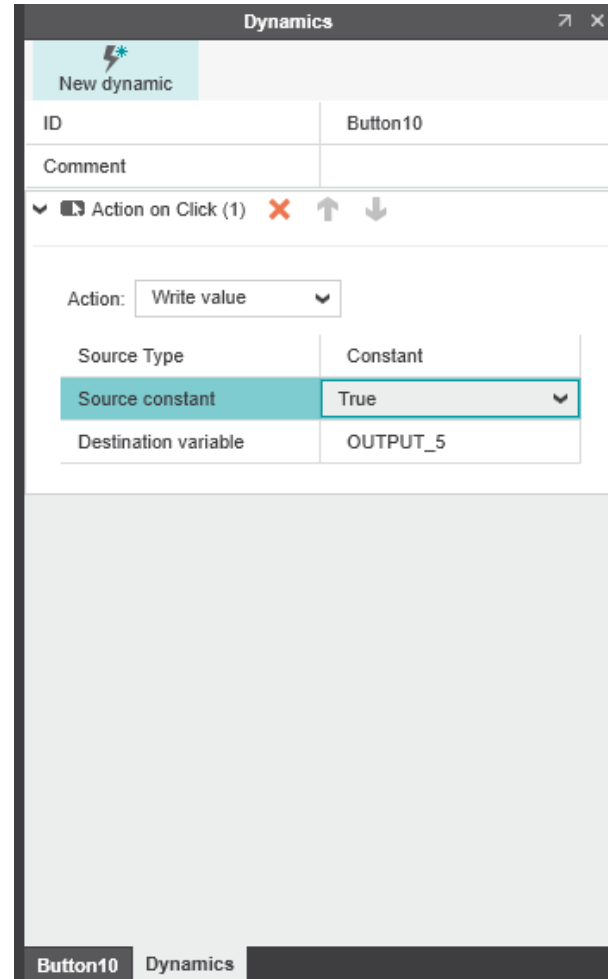 Dynamics
New dynamic
ID Button10
Comment
Action on Click (1)
Action: Write value
Source Type Constant
Source constant True
Destination variable OUTPUT_5
Button10 Dynamics